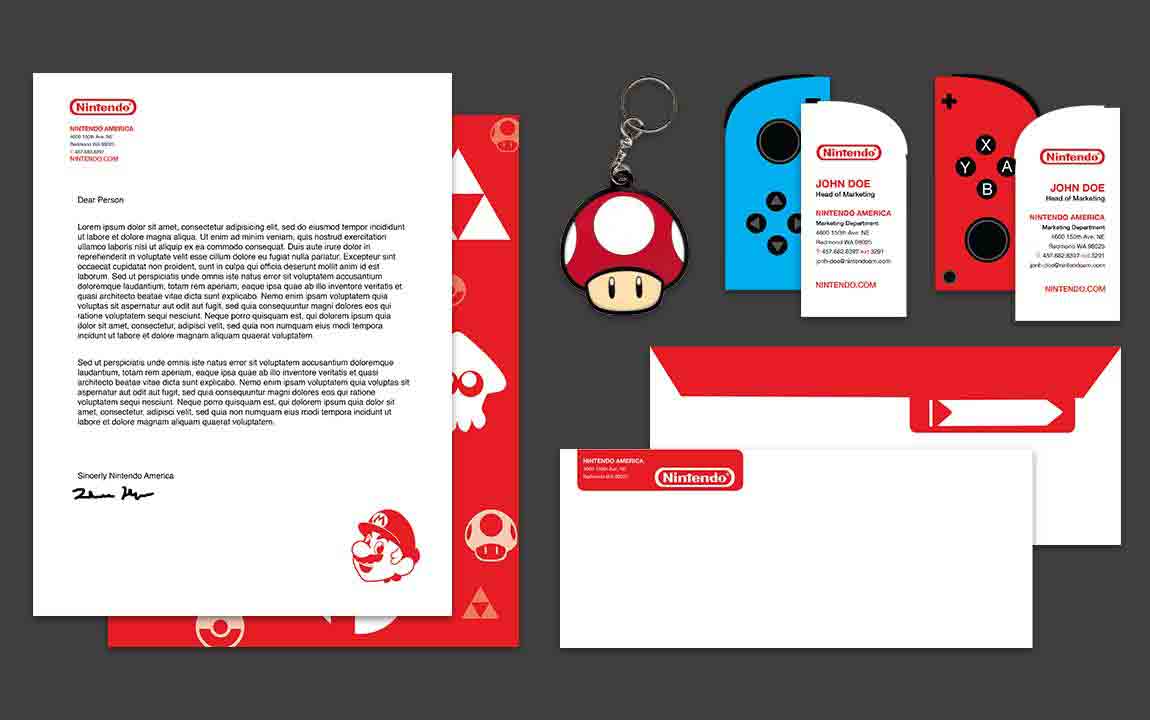 Nintendo®
NINTENDO AMERICA
4600 150th Ave. NE
Redmond WA 98025
T 457.682.8397
NINTENDO.COM
Dear Person
Lorem ipsum dolor sit amet, consectetur adipisicing elit, sed do eiusmod tempor incididunt
ut labore et dolore magna aliqua. Ut enim ad minim veniam, quis nostrud exercitation
ullamco laboris nisi ut aliquip ex ea commodo consequat. Duis aute irure dolor in
reprehenderit in voluptate velit esse cillum dolore eu fugiat nulla pariatur. Excepteur sint
occaecat cupidatat non proident, sunt in culpa qui officia deserunt mollit anim id est
laborum. Sed ut perspiciatis unde omnis iste natus error sit voluptatem accusantium
doloremque laudantium, totam rem aperiam, eaque ipsa quae ab illo inventore veritatis et
quasi architecto beatae vitae dicta sunt explicabo. Nemo enim ipsam voluptatem quia
voluptas sit aspernatur aut odit aut fugit, sed quia consequuntur magni dolores eos qui
ratione voluptatem sequi nesciunt. Neque porro quisquam est, qui dolorem ipsum quia
dolor sit amet, consectetur, adipisci velit, sed quia non numquam eius modi tempora
incidunt ut labore et dolore magnam aliquam quaerat voluptatem.
Sed ut perspiciatis unde omnis iste natus error sit voluptatem accusantium doloremque
laudantium, totam rem aperiam, eaque ipsa quae ab illo inventore veritatis et quasi
architecto beatae vitae dicta sunt explicabo. Nemo enim ipsam voluptatem quia voluptas sit
aspernatur aut odit aut fugit, sed quia consequuntur magni dolores eos qui ratione
voluptatem sequi nesciunt. Neque porro quisquam est, qui dolorem ipsum quia dolor sit
amet, consectetur, adipisci velit, sed quia non numquam eius modi tempora incidunt ut
labore et dolore magnam aliquam quaerat voluptatem.
Sincerly Nintendo America
M
Nintendo®
JOHN DOE
Head of Marketing
NINTENDO AMERICA
Marketing Department
4600 150th Ave. NE
Redmond WA 98025
T 457.682.8397 ext 3291
jonh-doe@nintendoam.com
NINTENDO.COM
X
Y
A
B
Nintendo®
JOHN DOE
Head of Marketing
NINTENDO AMERICA
Marketing Department
4600 150th Ave. NE
Redmond WA 98025
T 457.682.8397 ext 3291
jonh-doe@nintendoam.com
NINTENDO.COM
NINTENDO AMERICA
4600 150th Ave. NE
Redmond WA 98025
Nintendo®